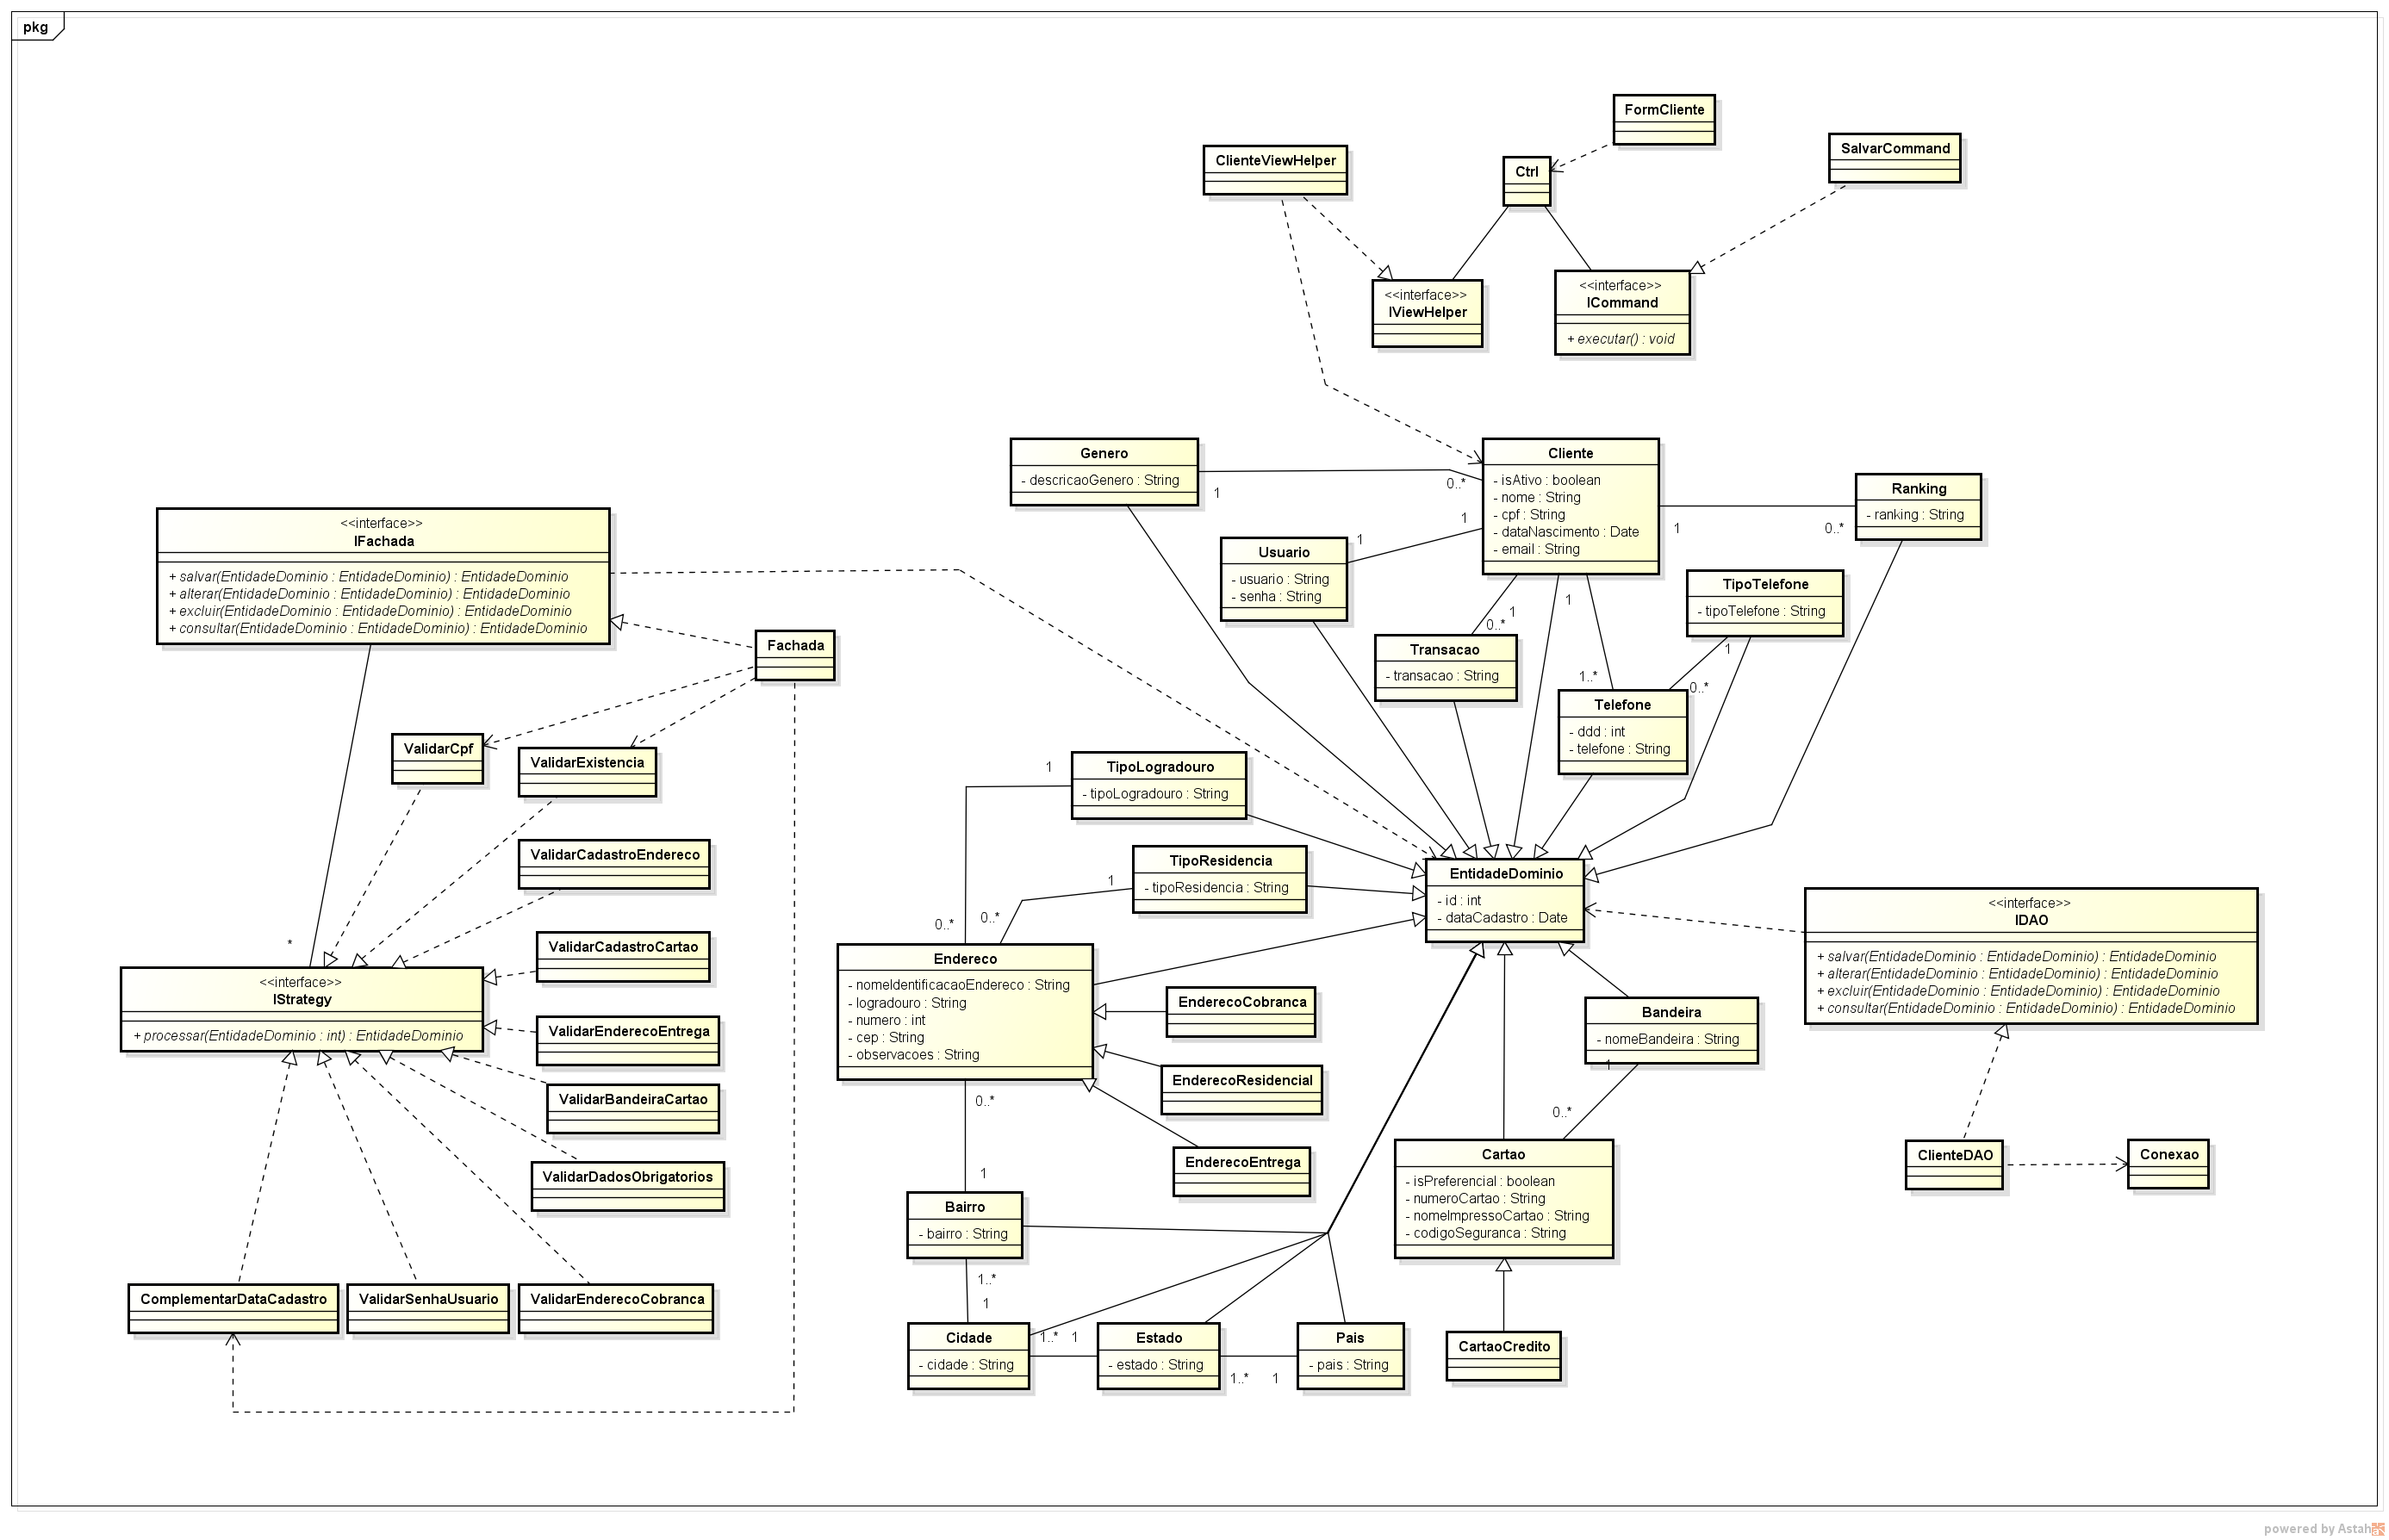 pkg
FormCliente
SalvarCommand
ClienteViewHelper
Ctrl
<<interface>>
IViewHelper
<<interface>>
ICommand
+ executar() : void
Genero
- descricaoGenero : String
1
0..*
Cliente
- isAtivo : boolean
- nome : String
- cpf : String
- dataNascimento : Date
- email : String
Ranking
- ranking : String
1
0..*
Usuario
- usuario : String
- senha : String
1
1
<<interface>>
IFachada
+ salvar(EntidadeDominio : EntidadeDominio) : EntidadeDominio
+ alterar(EntidadeDominio : EntidadeDominio) : EntidadeDominio
+ excluir(EntidadeDominio : EntidadeDominio) : EntidadeDominio
+ consultar(EntidadeDominio : EntidadeDominio) : EntidadeDominio
Fachada
TipoTelefone
- tipoTelefone : String
1
0..*
Transacao
- transacao : String
1
0..*
1
1..*
Telefone
- ddd : int
- telefone : String
ValidarCpf
ValidarExistencia
ValidarCadastroEndereco
ValidarCadastroCartao
*
<<interface>>
IStrategy
+ processar(EntidadeDominio : int) : EntidadeDominio
ValidarEnderecoEntrega
ValidarBandeiraCartao
ValidarDadosObrigatorios
ComplementarDataCadastro
ValidarSenhaUsuario
ValidarEnderecoCobranca
TipoLogradouro
- tipoLogradouro : String
1
0..*
TipoResidencia
- tipoResidencia : String
1
0..*
EntidadeDominio
- id : int
- dataCadastro : Date
<<interface>>
IDAO
+ salvar(EntidadeDominio : EntidadeDominio) : EntidadeDominio
+ alterar(EntidadeDominio : EntidadeDominio) : EntidadeDominio
+ excluir(EntidadeDominio : EntidadeDominio) : EntidadeDominio
+ consultar(EntidadeDominio : EntidadeDominio) : EntidadeDominio
Endereco
- nomeIdentificacaoEndereco : String
- logradouro : String
- numero : int
- cep : String
- observacoes : String
EnderecoCobranca
EnderecoResidencial
EnderecoEntrega
Bandeira
- nomeBandeira : String
1
0..*
Cartao
- isPreferencial : boolean
- numeroCartao : String
- nomeImpressoCartao : String
- codigoSeguranca : String
CartaoCredito
ClienteDAO
Conexao
0..*
1
Bairro
- bairro : String
1..*
1
Cidade
- cidade : String
1..*
1
Estado
- estado : String
1..*
1
Pais
- pais : String
powered by Astah